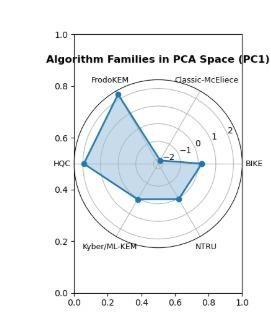 1.0
Algorithm Families in PCA Space (PC1)
FrodoKEM Classic-McEliece
0.8
2
1
0.6
0
−1
−2
HQC BIKE
0.4
Kyber/ML-KEM NTRU
0.2
0.0
0.0 0.2 0.4 0.6 0.8 1.0